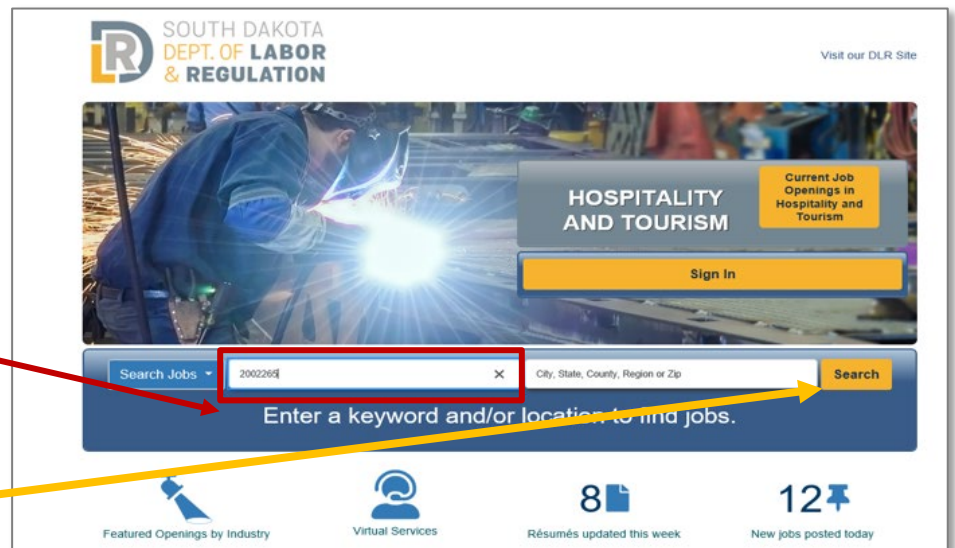 SOUTH DAKOTA
DEPT. OF LABOR
& REGULATION
Visit our DLR Site
HOSPITALITY
AND TOURISM
Current Job
Openings in
Hospitality and
Tourism
Sign In
Search Jobs
2002265
City, State, County, Region or Zip
Search
Enter a keyword and/or location to find jobs.
8
12
Featured Openings by Industry
Virtual Services
Résumés updated this week
New jobs posted today